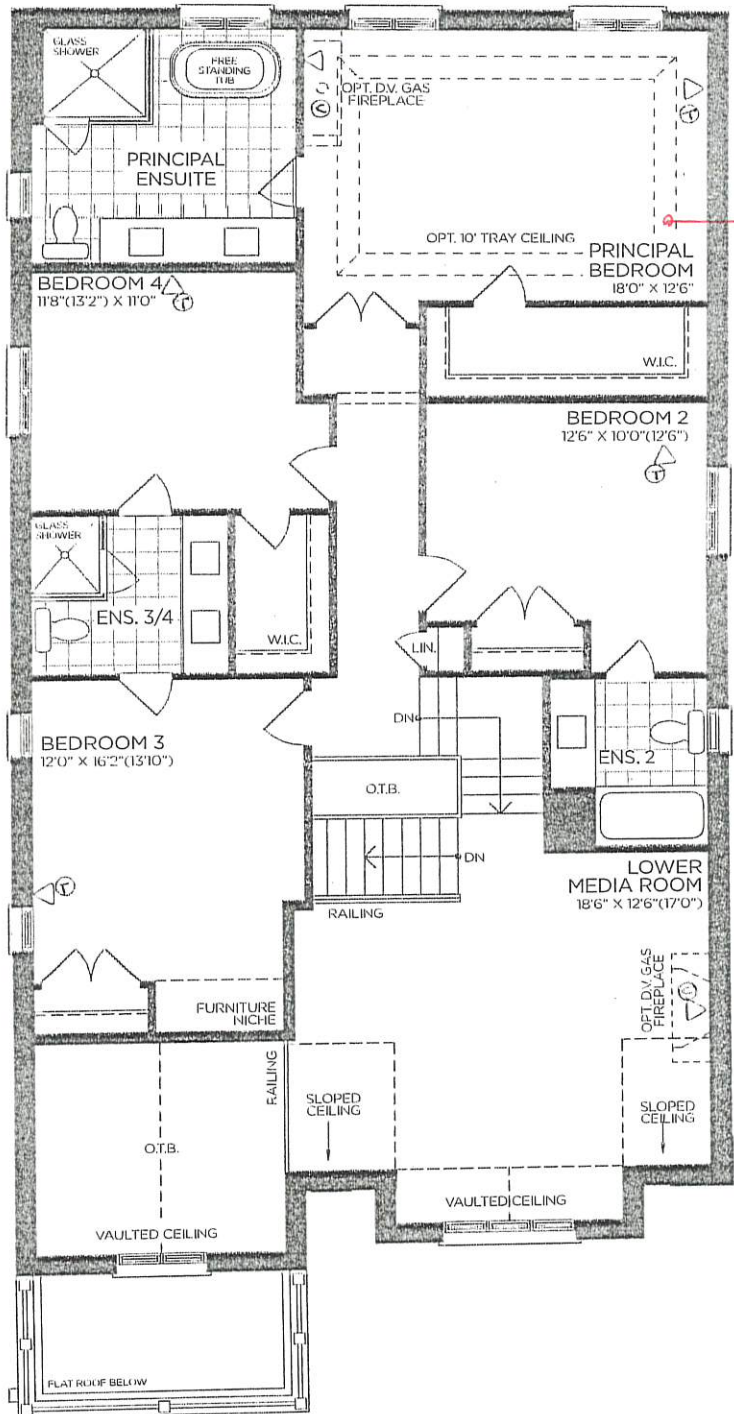 GLASS
SHOWER
FREE
STANDING
TUB
OPT. D.V. GAS
FIREPLACE
PRINCIPAL
ENSUITE
OPT. 10' TRAY CEILING
PRINCIPAL
BEDROOM
18'0" X 12'6"
BEDROOM 4
11'8"(13'2") X 11'0"
W.I.C.
BEDROOM 2
12'6" X 10'0"(12'6")
GLASS
SHOWER
ENS. 3/4
W.I.C.
LIN.
BEDROOM 3
12'0" X 16'2"(13'10")
DN
ENS. 2
O.T.B.
DN
RAILING
LOWER
MEDIA ROOM
18'6" X 12'6"(17'0")
OPT. D.V. GAS
FIREPLACE
FURNITURE
NICHE
RAILING
SLOPED
CEILING
SLOPED
CEILING
O.T.B.
VAULTED CEILING
VAULTED CEILING
FLAT ROOF BELOW